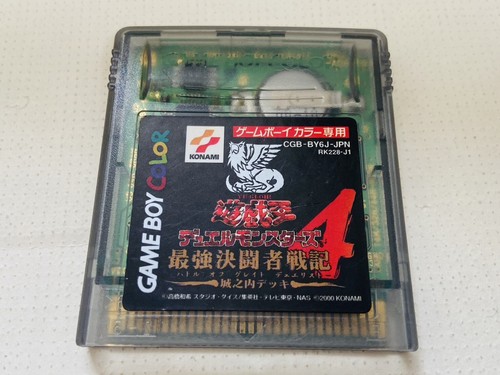 GAME BOY COLOR
KONAMI
ゲームボーイカラー専用
CGB-BY6J-JPN
RK228-J1
遊戯王
デュエルモンスターズ4
最強決闘者戦記
バトル オブ グレイト デュエリスト
城之内デッキ
©高橋和希 スタジオ・ダイス/集英社・テレビ東京・NAS ©2000 KONAMI